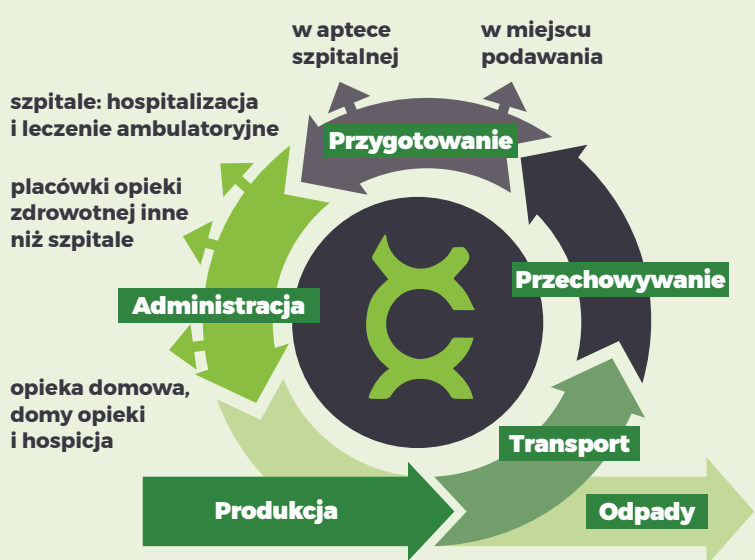 w aptece
szpitalnej
w miejscu
podawania
szpitale: hospitalizacja
i leczenie ambulatoryjne
Przygotowanie
placówki opieki
zdrowotnej inne
niż szpitale
Przechowywanie
Administracja
opieka domowa,
domy opieki
i hospicja
Transport
Produkcja
Odpady